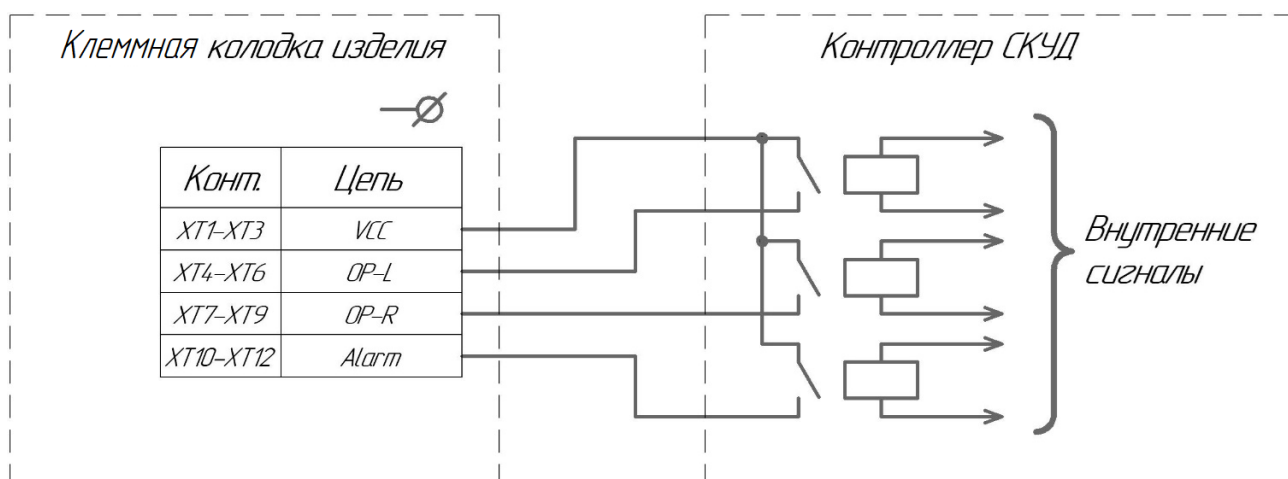 Клеммная колодка изделия
Контроллер СКУД
Конт. Цепь
XT1-XT3 VCC
XT4-XT6 OP-L
XT7-XT9 OP-R
XT10-XT12 Alarm
Внутренние
сигналы